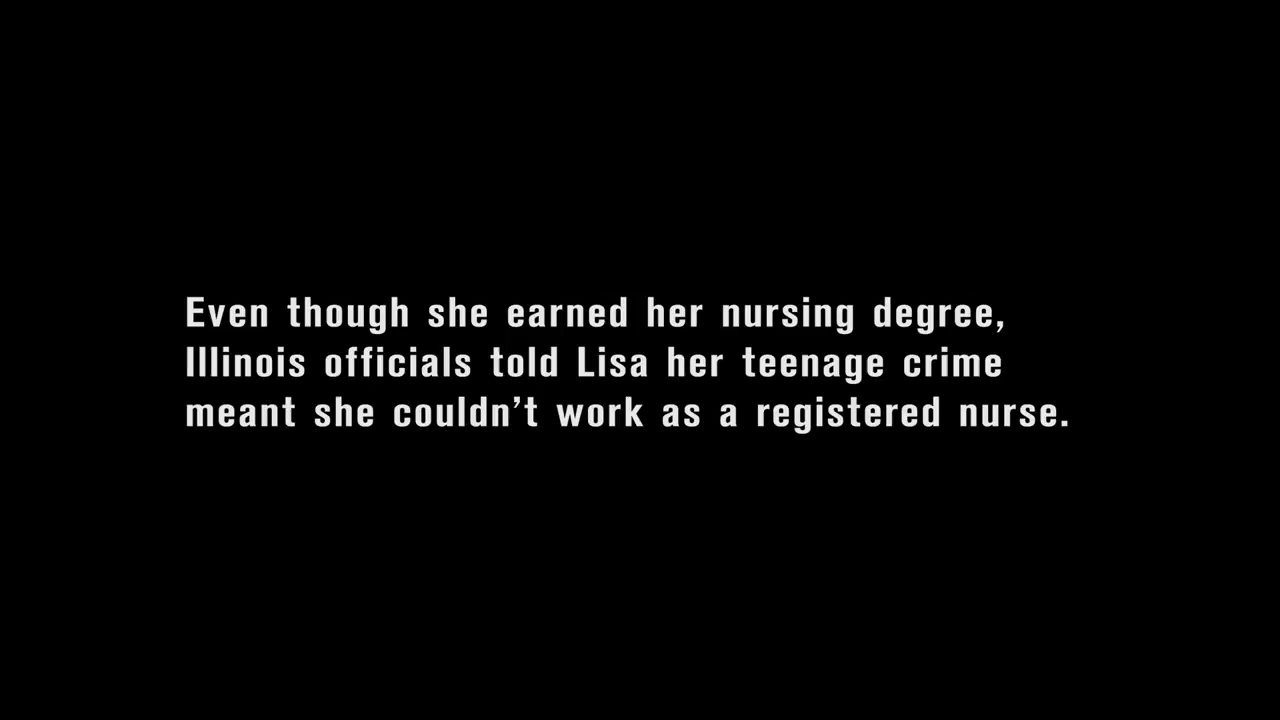 Even though she earned her nursing degree,
Illinois officials told Lisa her teenage crime
meant she couldn’t work as a registered nurse.